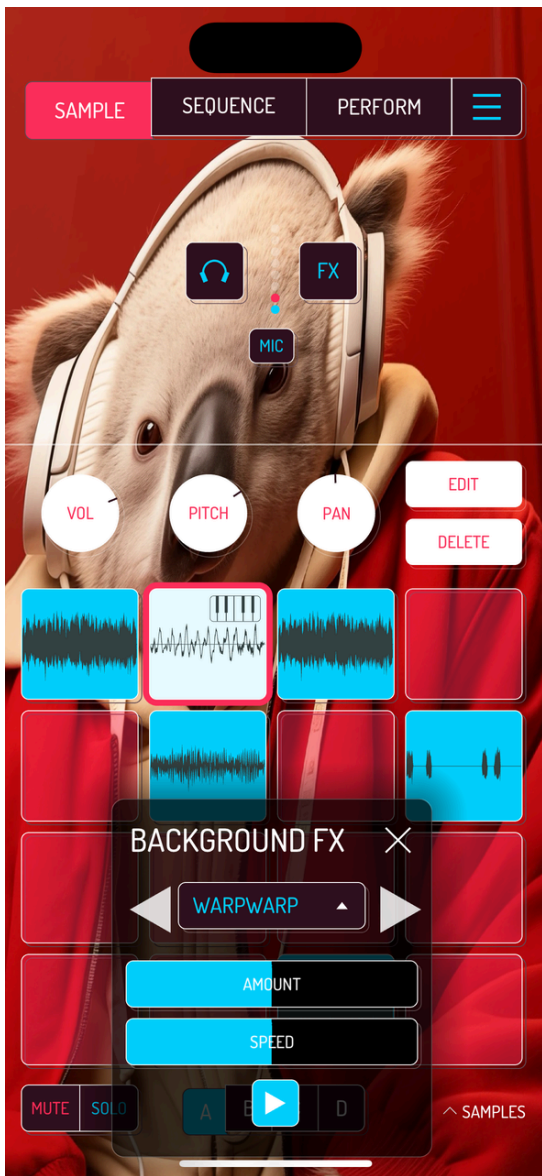 SAMPLE SEQUENCE PERFORM
FX
MIC
VOL PITCH PAN EDIT
DELETE
BACKGROUND FX
WARPWARP
AMOUNT
SPEED
MUTE SOLO A B D SAMPLES